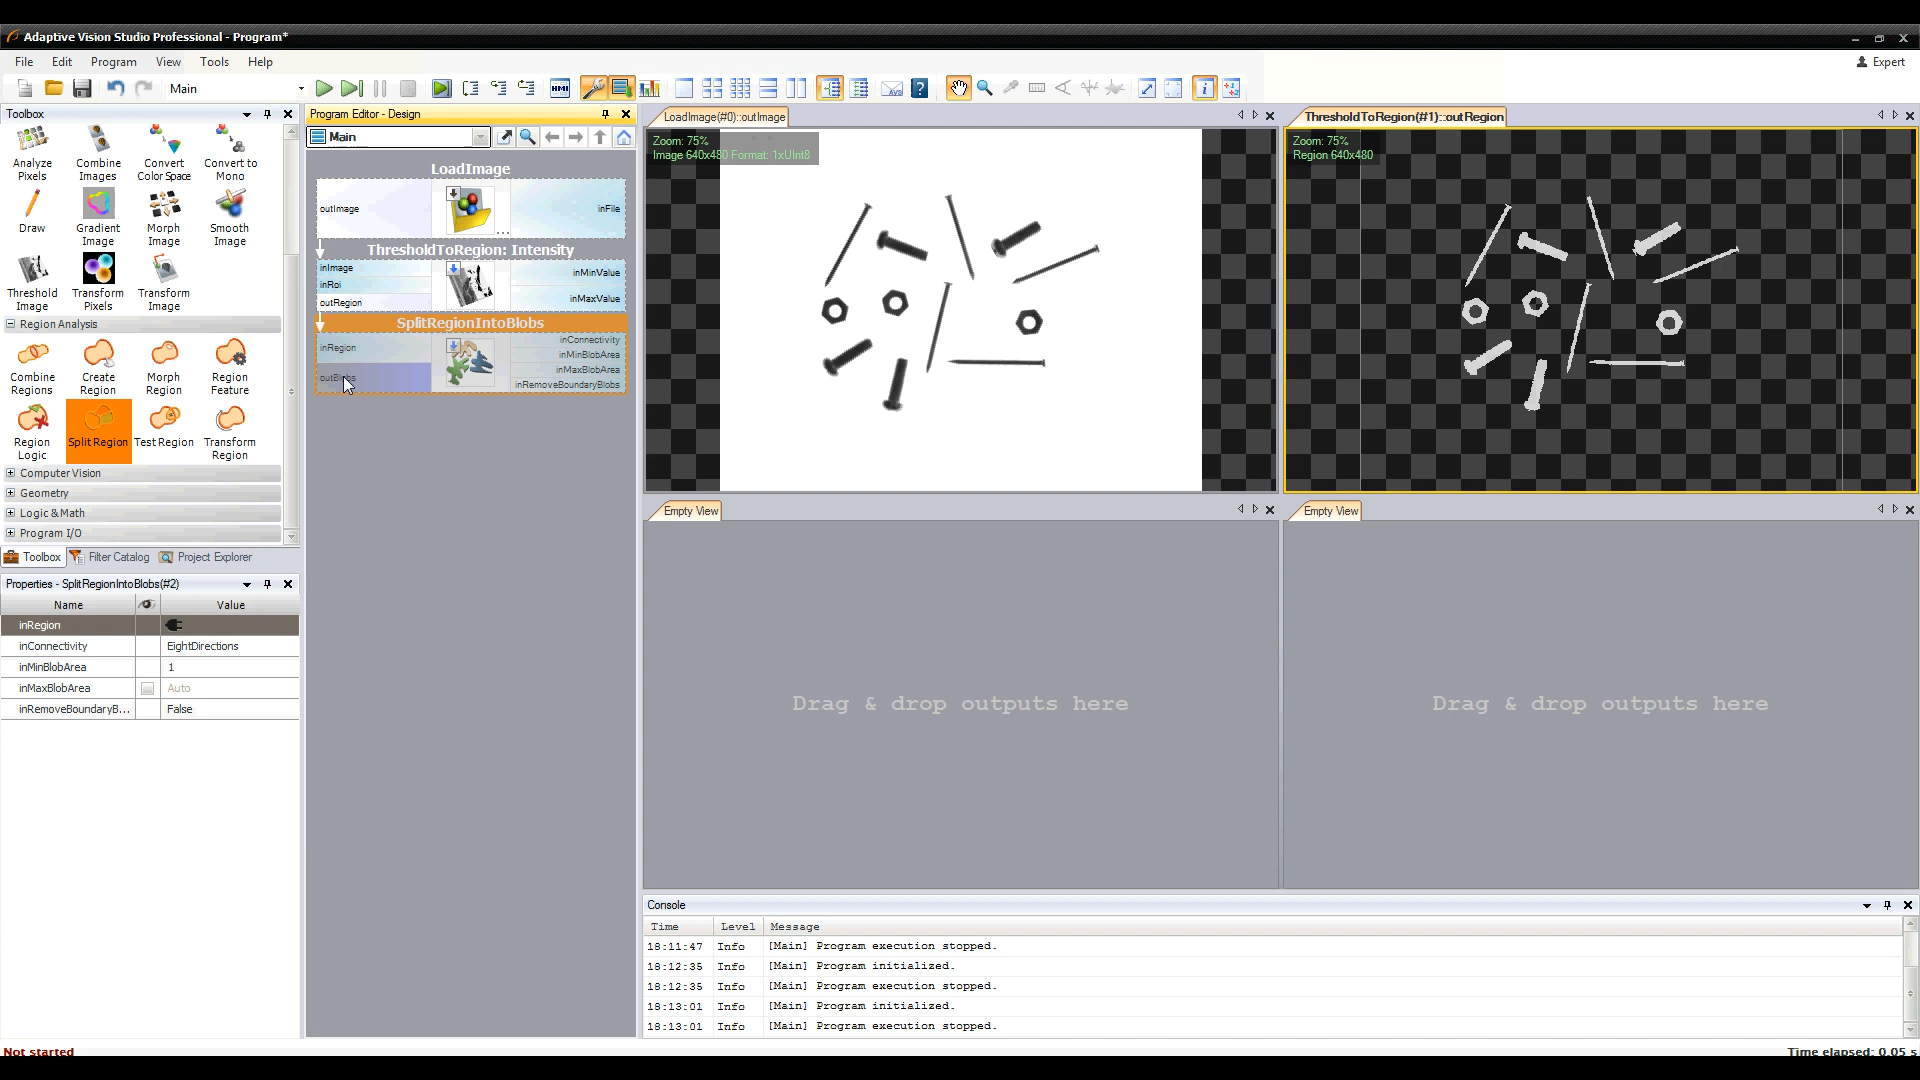 Adaptive Vision Studio Professional - Program*
File Edit Program View Tools Help
Expert
Main
HMI
AVS
Toolbox
Analyze Pixels
Combine Images
Convert Color Space
Convert to Mono
Draw
Gradient Image
Morph Image
Smooth Image
Threshold Image
Transform Pixels
Transform Image
Region Analysis
Combine Regions
Create Region
Morph Region
Region Feature
Region Logic
Split Region
Test Region
Transform Region
Computer Vision
Geometry
Logic & Math
Program I/O
Toolbox Filter Catalog Project Explorer
Properties - SplitRegionIntoBlobs(#2)
Name Value
inRegion
inConnectivity EightDirections
inMinBlobArea 1
inMaxBlobArea Auto
inRemoveBoundaryB... False
Not started
Program Editor - Design
Main
LoadImage
outImage inFile
...
ThresholdToRegion: Intensity
inImage
inRoi
outRegion
inMinValue
inMaxValue
SplitRegionIntoBlobs
inRegion
outBlobs
inConnectivity
inMinBlobArea
inMaxBlobArea
inRemoveBoundaryBlobs
LoadImage(#0)::outImage
Zoom: 75%
Image 640x480 Format: 1xUInt8
ThresholdToRegion(#1)::outRegion
Zoom: 75%
Region 640x480
Empty View
Drag & drop outputs here
Empty View
Drag & drop outputs here
Console
Time Level Message
18:11:47 Info [Main] Program execution stopped.
18:12:35 Info [Main] Program initialized.
18:12:35 Info [Main] Program execution stopped.
18:13:01 Info [Main] Program initialized.
18:13:01 Info [Main] Program execution stopped.
Time elapsed: 0.05 s